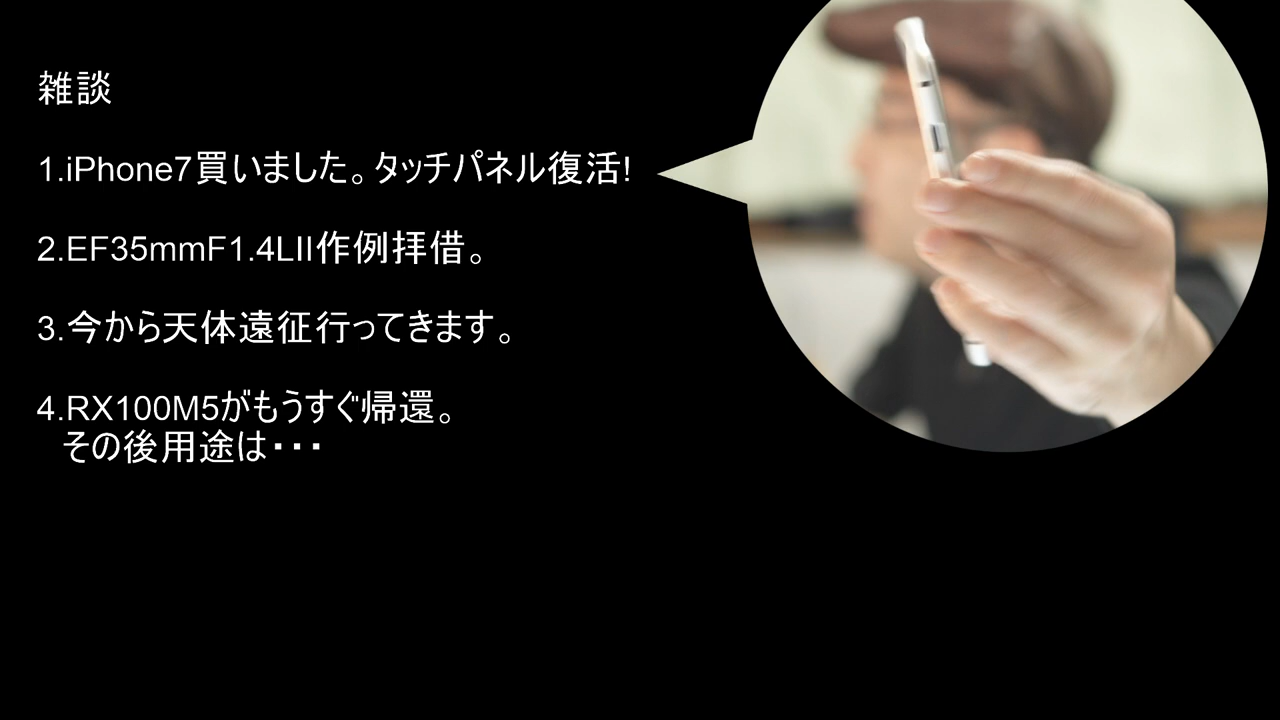 雑談
1.iPhone7買いました。タッチパネル復活!
2.EF35mmF1.4LII作例拝借。
3.今から天体遠征行ってきます。
4.RX100M5がもうすぐ帰還。
その後用途は・・・